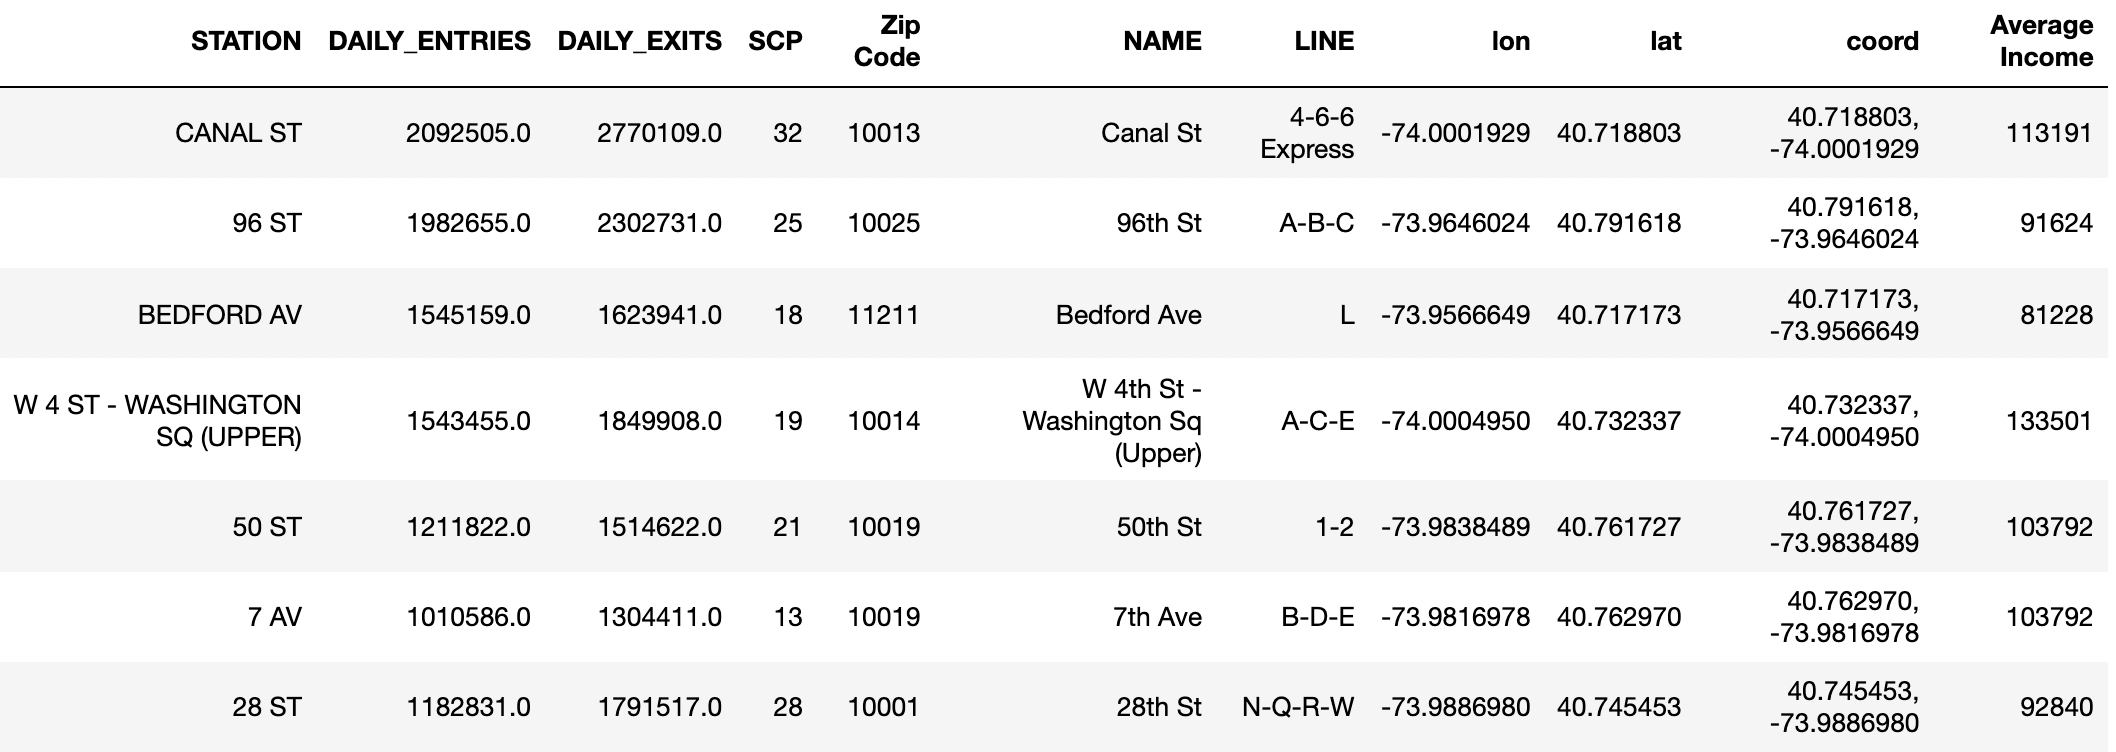 STATION DAILY_ENTRIES DAILY_EXITS SCP Zip Code NAME LINE lon lat coord Average Income
CANAL ST 2092505.0 2770109.0 32 10013 Canal St 4-6-6 Express -74.0001929 40.718803 40.718803, -74.0001929 113191
96 ST 1982655.0 2302731.0 25 10025 96th St A-B-C -73.9646024 40.791618 40.791618, -73.9646024 91624
BEDFORD AV 1545159.0 1623941.0 18 11211 Bedford Ave L -73.9566649 40.717173 40.717173, -73.9566649 81228
W 4 ST - WASHINGTON SQ (UPPER) 1543455.0 1849908.0 19 10014 W 4th St - Washington Sq (Upper) A-C-E -74.0004950 40.732337 40.732337, -74.0004950 133501
50 ST 1211822.0 1514622.0 21 10019 50th St 1-2 -73.9838489 40.761727 40.761727, -73.9838489 103792
7 AV 1010586.0 1304411.0 13 10019 7th Ave B-D-E -73.9816978 40.762970 40.762970, -73.9816978 103792
28 ST 1182831.0 1791517.0 28 10001 28th St N-Q-R-W -73.9886980 40.745453 40.745453, -73.9886980 92840